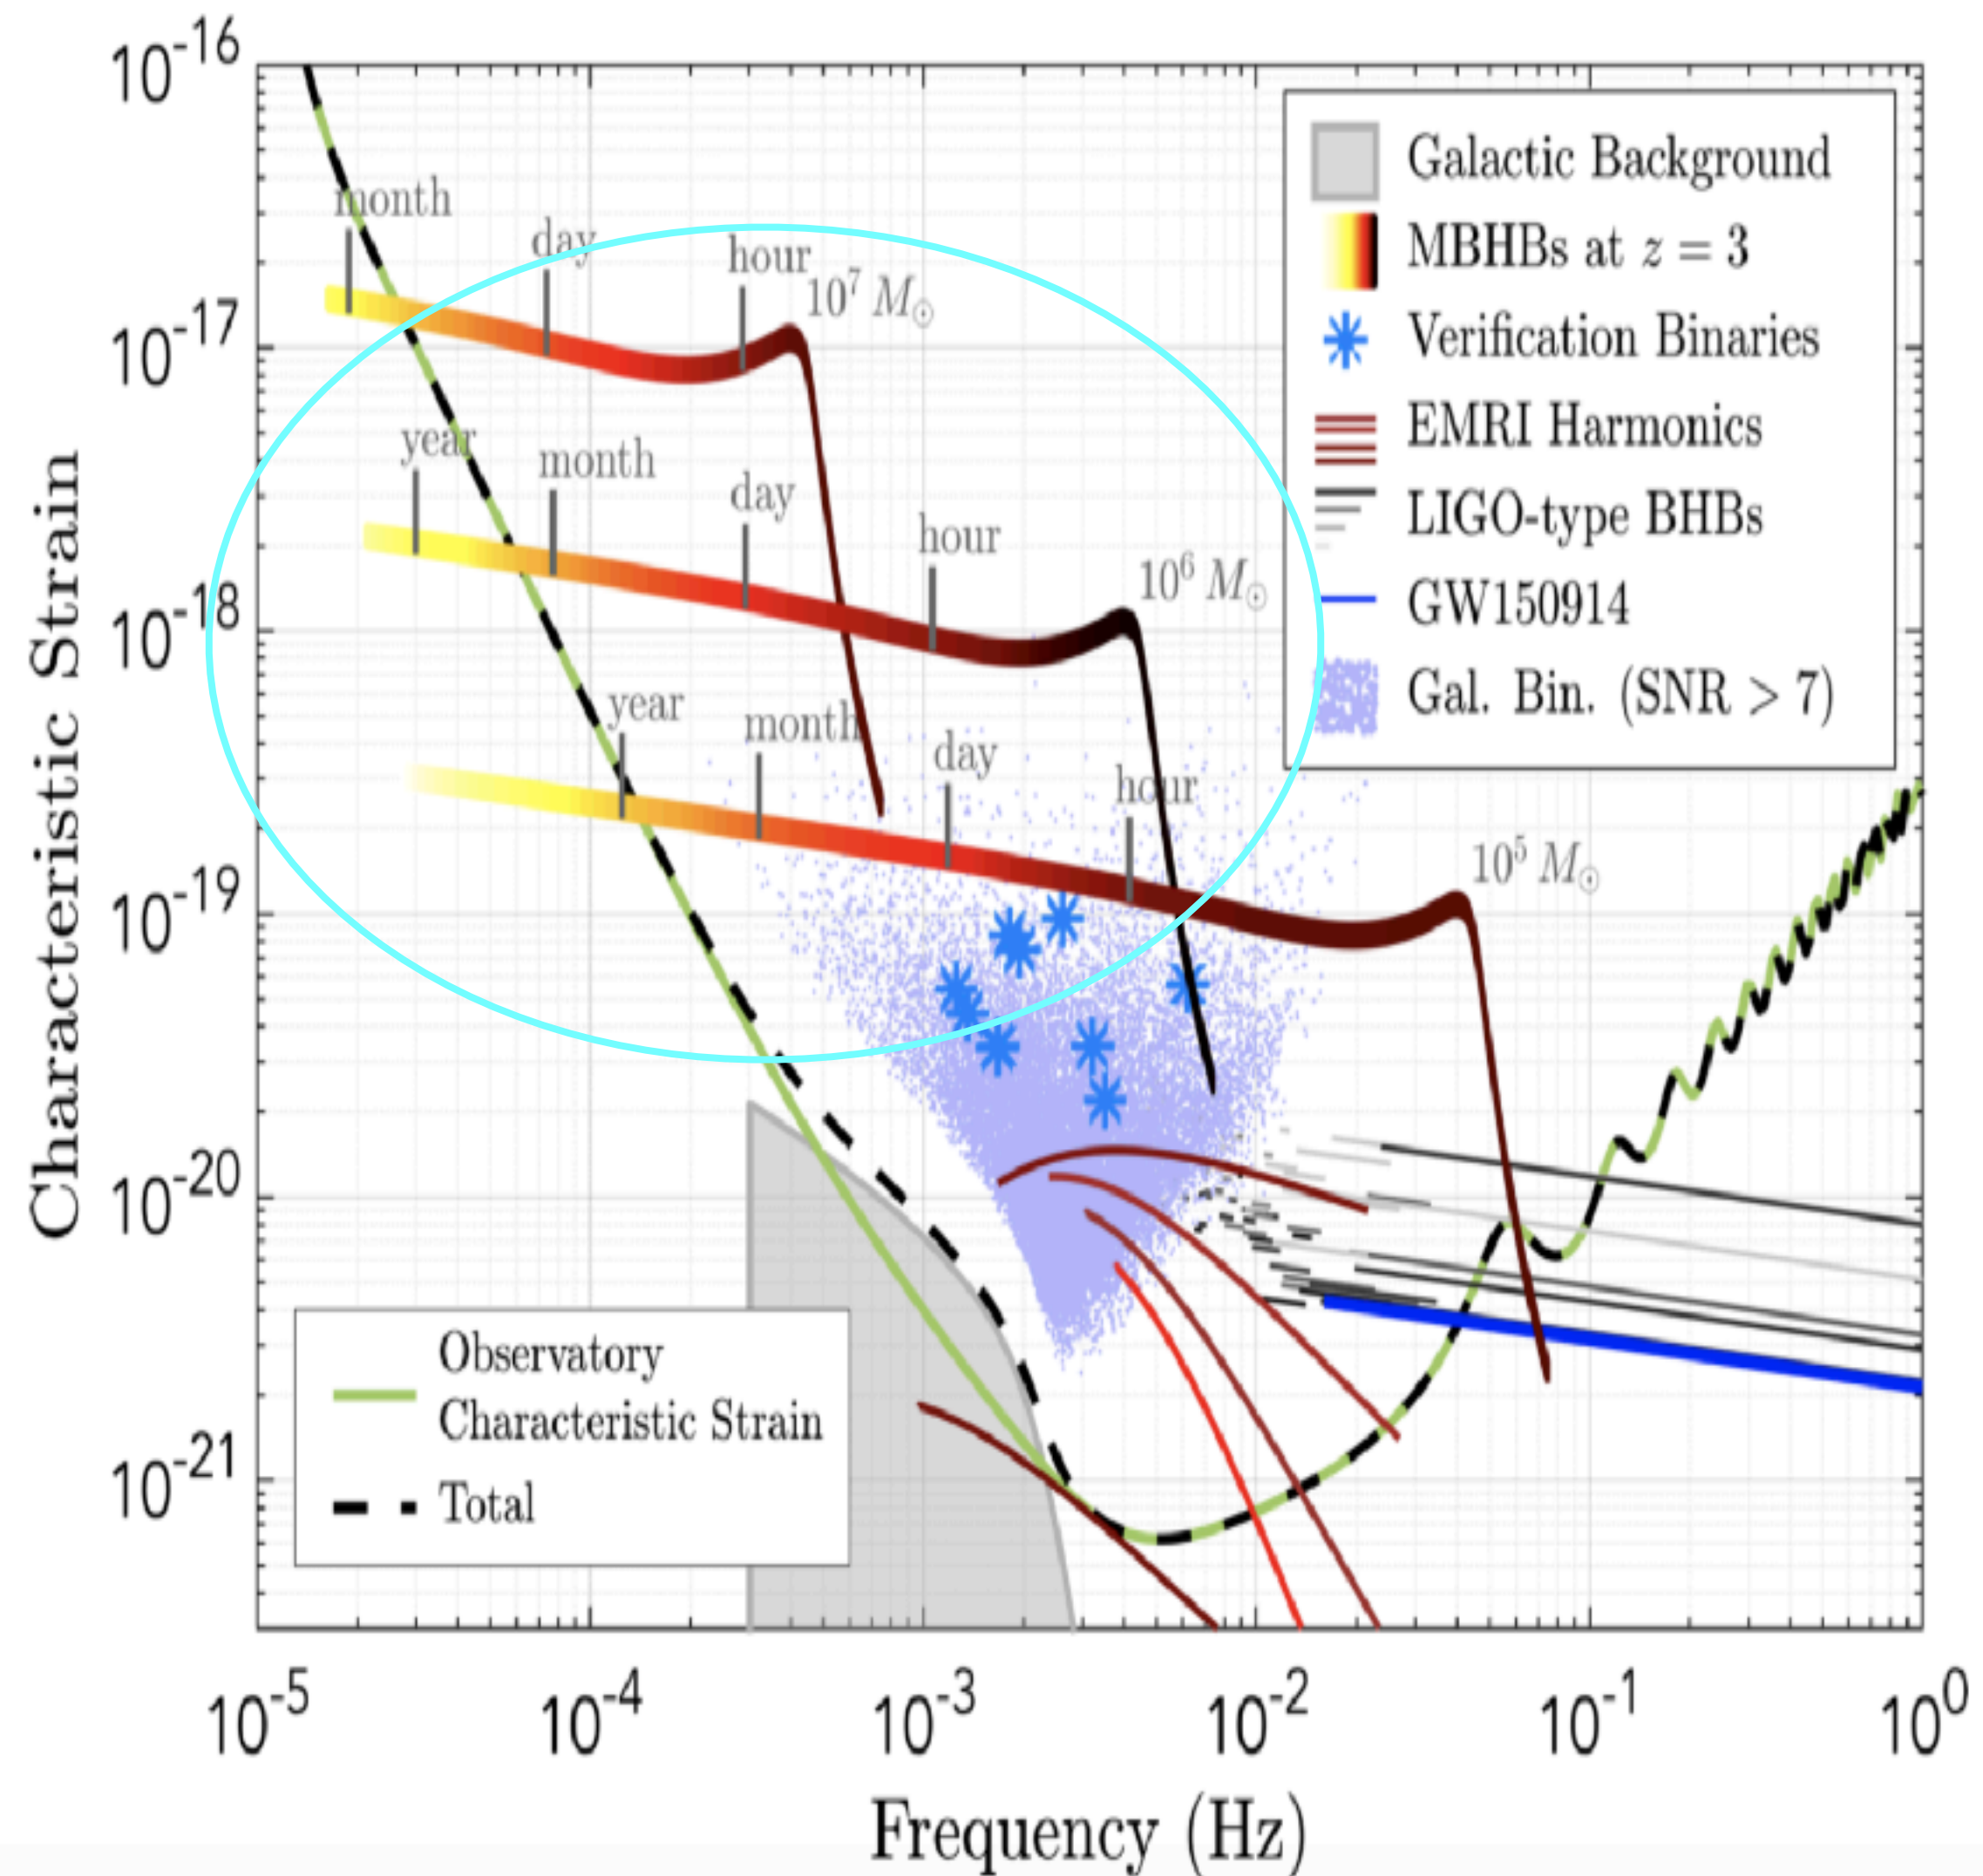 10^-16
10^-17
10^-18
10^-19
10^-20
10^-21
Characteristic Strain
month
day
hour
10^7 M☉
year
month
day
hour
10^6 M☉
year
month
day
hour
10^5 M☉
Galactic Background
MBHBs at z = 3
Verification Binaries
EMRI Harmonics
LIGO-type BHBs
GW150914
Gal. Bin. (SNR > 7)
Observatory
Characteristic Strain
Total
10^-5
10^-4
10^-3
10^-2
10^-1
10^0
Frequency (Hz)